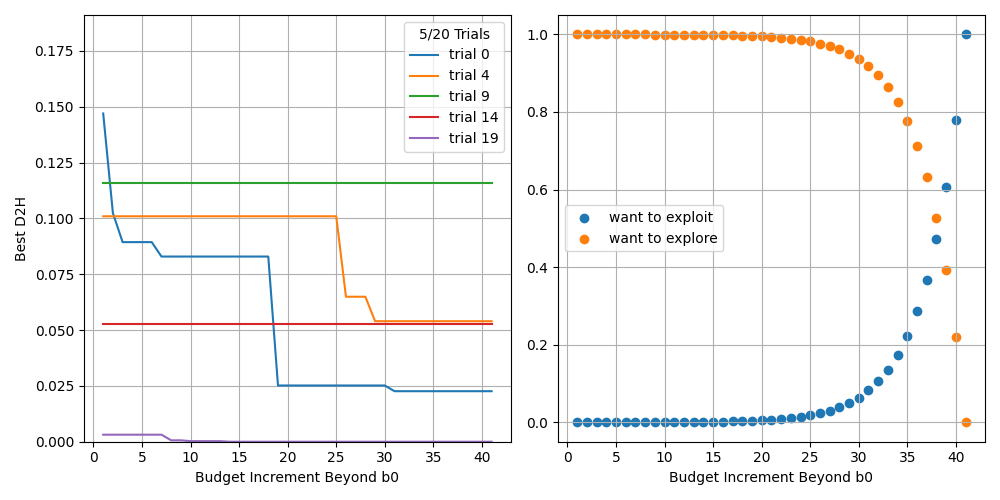 5/20 Trials
trial 0
trial 4
trial 9
trial 14
trial 19
0.175
0.150
0.125
0.100
0.075
0.050
0.025
0.000
Best D2H
0 5 10 15 20 25 30 35 40
Budget Increment Beyond b0
1.0
0.8
0.6
0.4
0.2
0.0
want to exploit
want to explore
0 5 10 15 20 25 30 35 40
Budget Increment Beyond b0